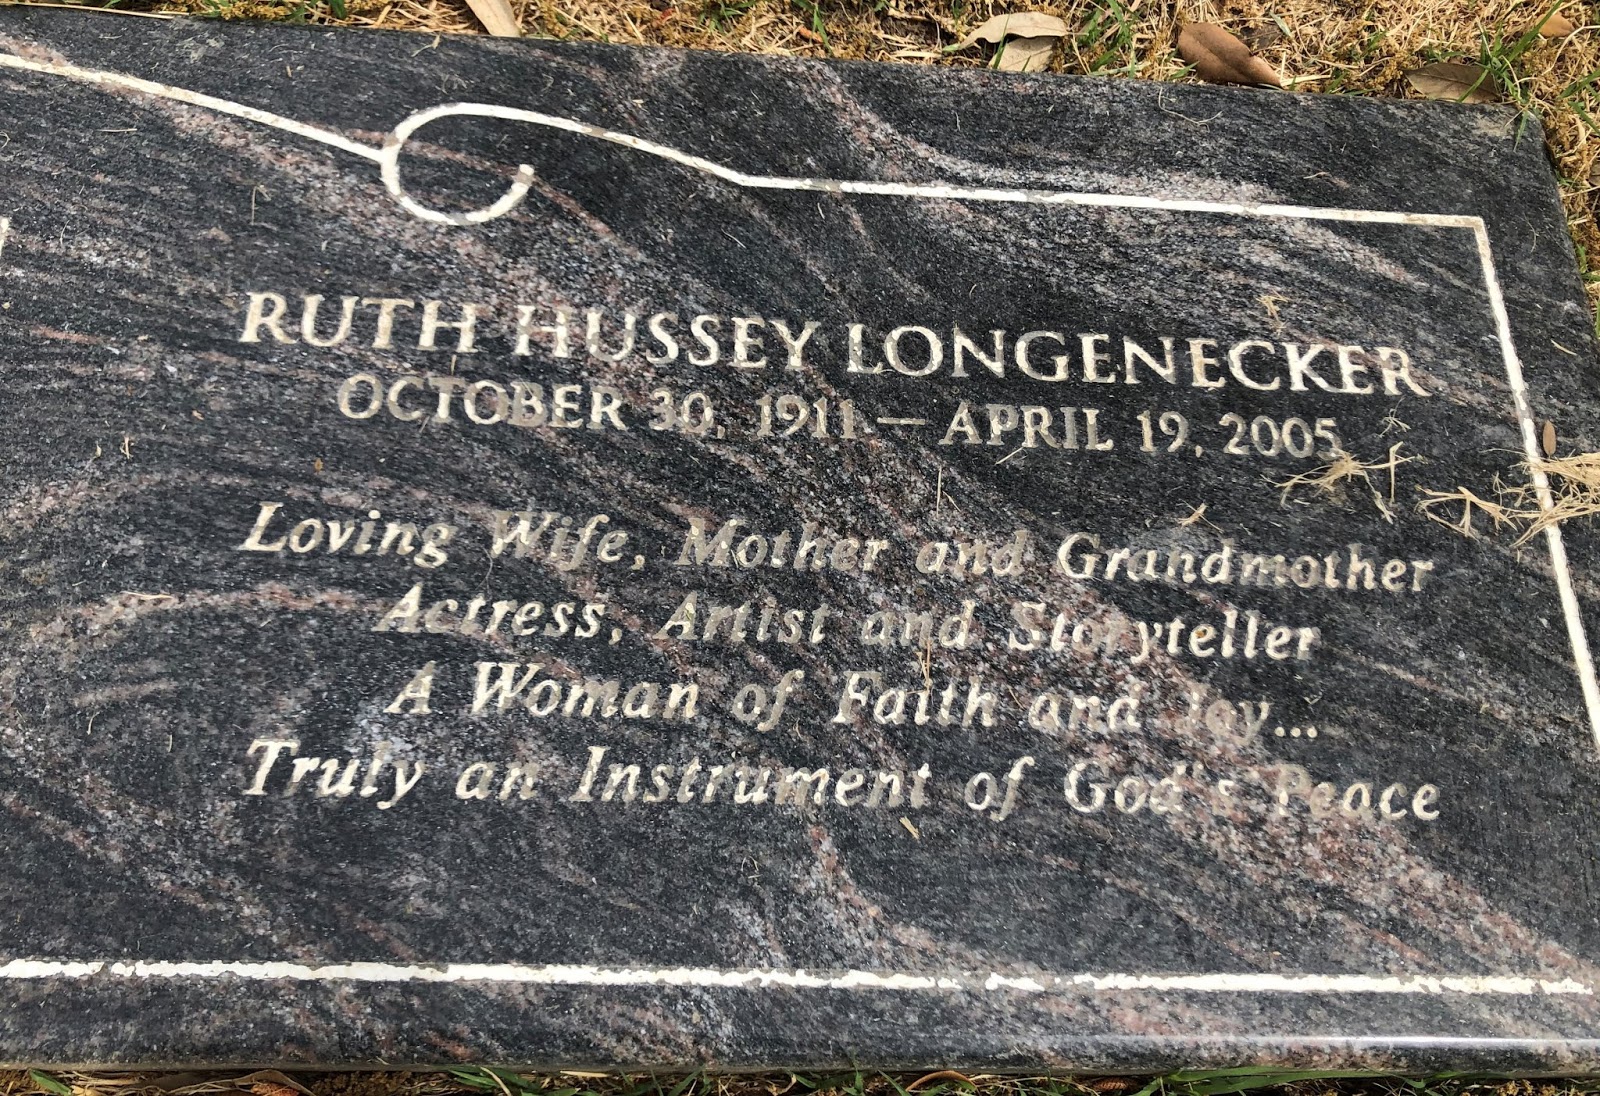 RUTH HUSSEY LONGENECKER
OCTOBER 30, 1911 — APRIL 19, 2005
Loving Wife, Mother and Grandmother
Actress, Artist and Storyteller
A Woman of Faith and Joy...
Truly an Instrument of God's Peace